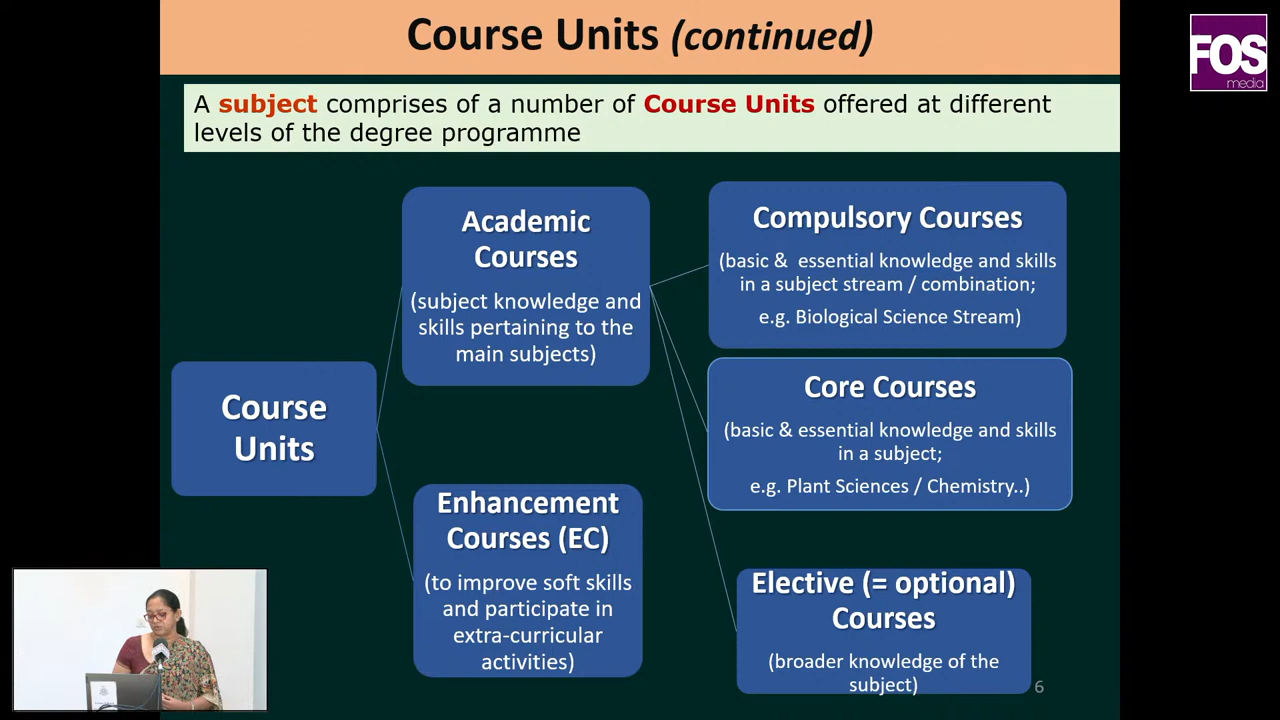 Course Units (continued)
FOS
media
A subject comprises of a number of Course Units offered at different
levels of the degree programme
Course
Units
Academic
Courses
(subject knowledge and
skills pertaining to the
main subjects)
Enhancement
Courses (EC)
(to improve soft skills
and participate in
extra-curricular
activities)
Compulsory Courses
(basic & essential knowledge and skills
in a subject stream / combination;
e.g. Biological Science Stream)
Core Courses
(basic & essential knowledge and skills
in a subject;
e.g. Plant Sciences / Chemistry..)
Elective (= optional)
Courses
(broader knowledge of the
subject)
6